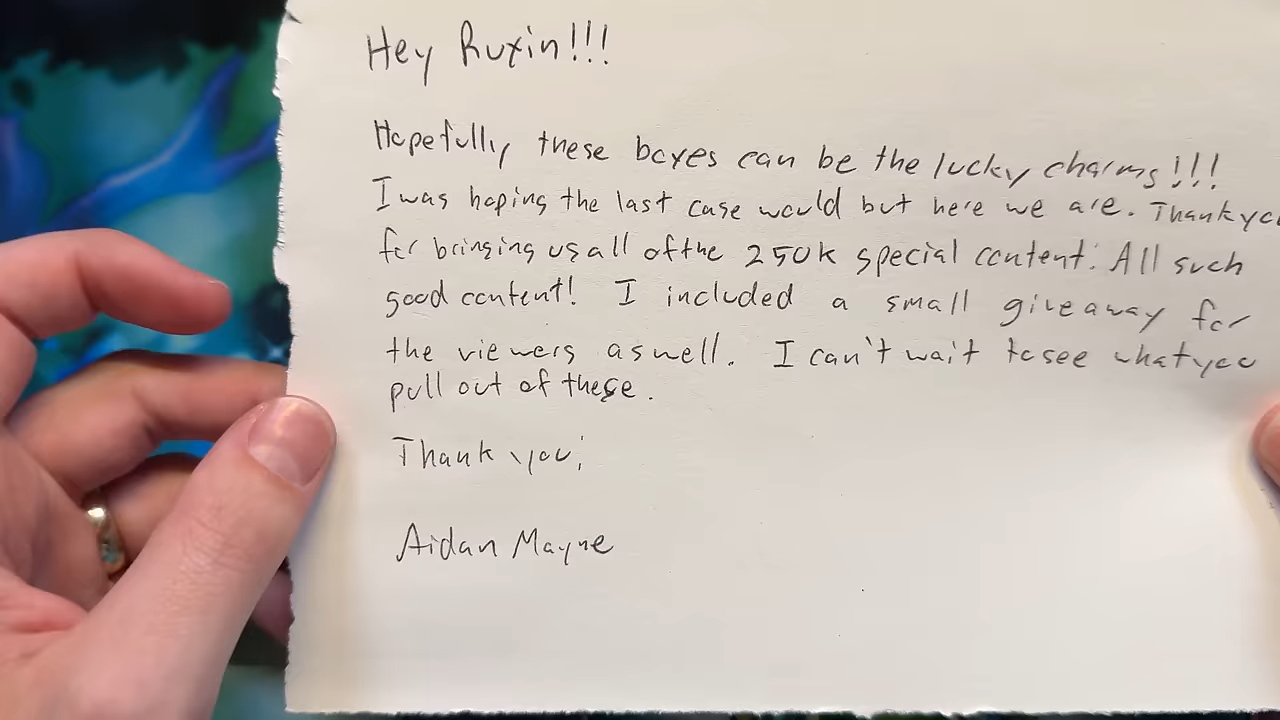 Hey Ruxin!!!
Hopefully these boxes can be the lucky charms!!!
I was hoping the last case would but here we are. Thank you
for bringing us all of the 250k special content. All such
good content! I included a small giveaway for
the viewers as well. I can't wait to see what you
pull out of these.
Thank you,
Aidan Mayne